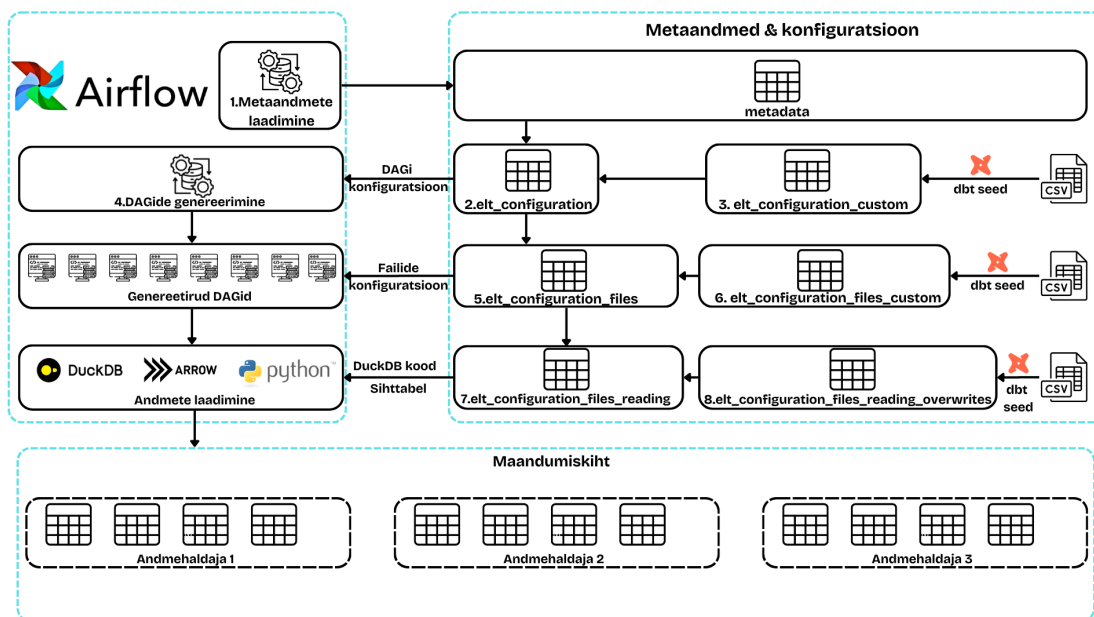 Metaandmed & konfiguratsioon
Airflow
1.Metaandmete
laadimine
metadata
DAGi
konfiguratsioon
4.DAGide genereerimine
2.elt_configuration
3. elt_configuration_custom
dbt seed
CSV
Genereetirud DAGid
Failide
konfiguratsioon
5.elt_configuration_files
6. elt_configuration_files_custom
dbt seed
CSV
DuckDB
ARROW
python™
Andmete laadimine
DuckDB kood
Sihttabel
7.elt_configuration_files_reading
8.elt_configuration_files_reading_overwrites
dbt
seed
CSV
Maandumiskiht
Andmehaldaja 1
Andmehaldaja 2
Andmehaldaja 3